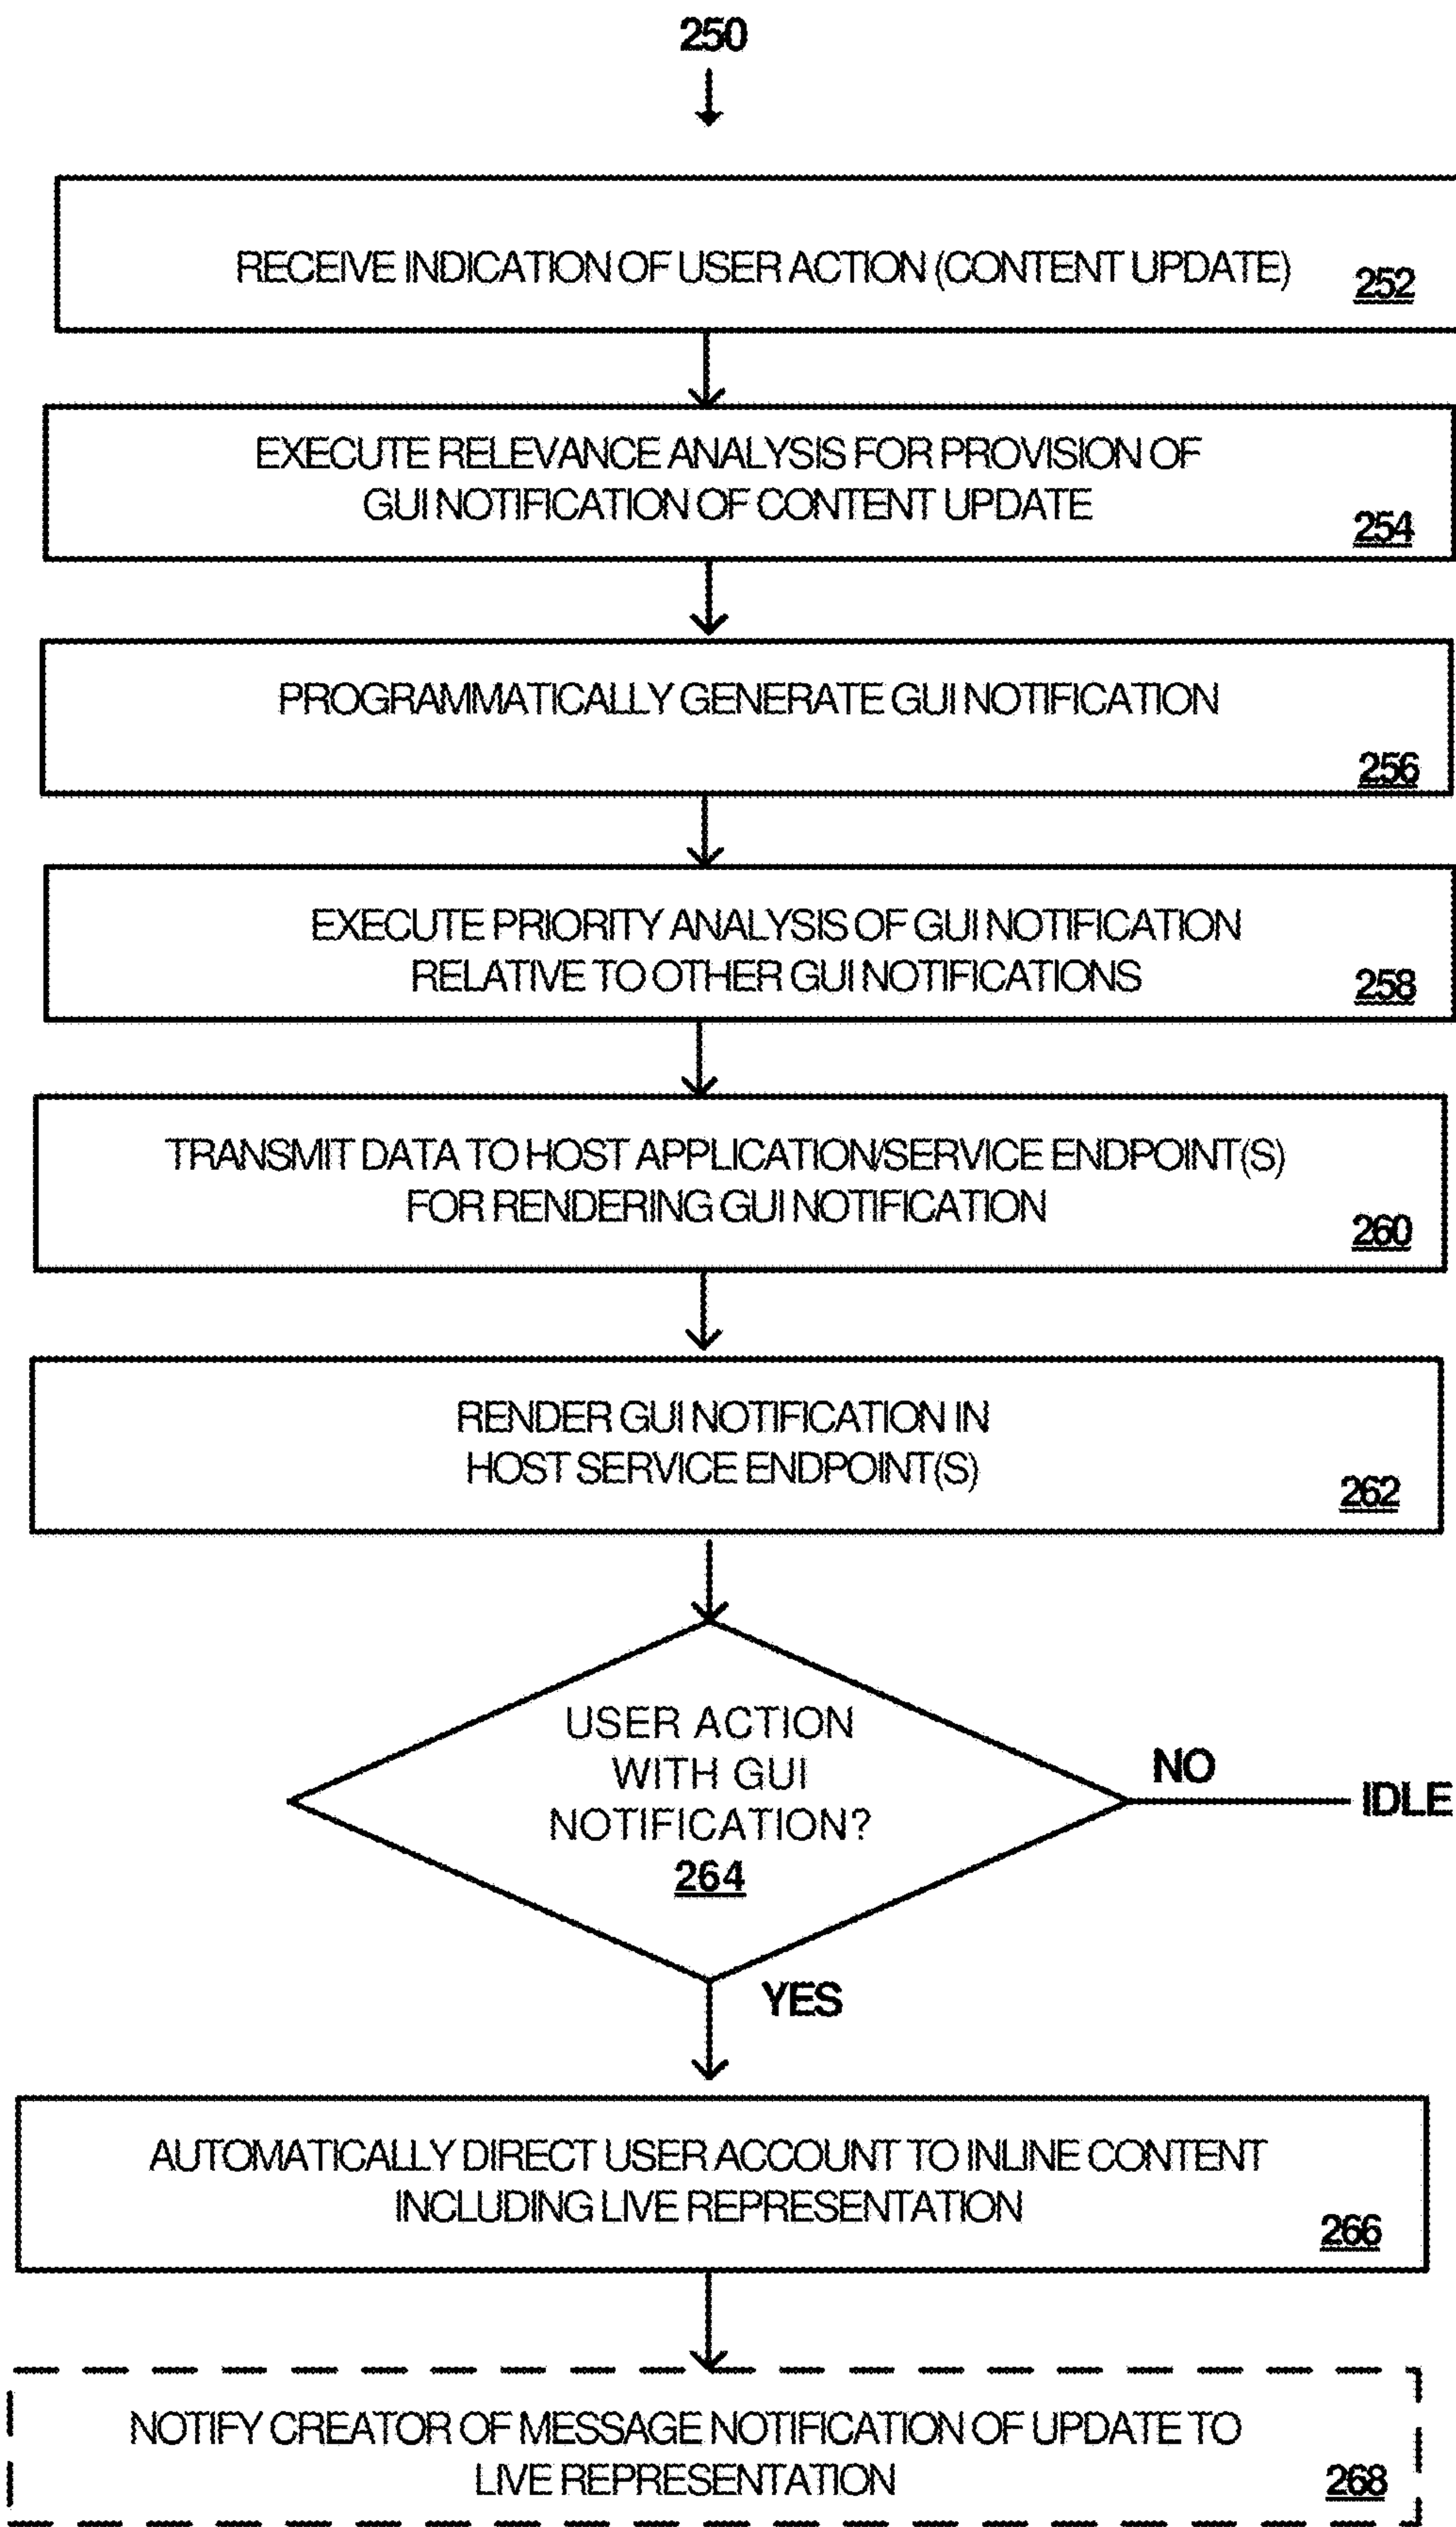 250
RECEIVE INDICATION OF USER ACTION (CONTENT UPDATE)
252
EXECUTE RELEVANCE ANALYSIS FOR PROVISION OF
GUI NOTIFICATION OF CONTENT UPDATE
254
PROGRAMMATICALLY GENERATE GUI NOTIFICATION
256
EXECUTE PRIORITY ANALYSIS OF GUI NOTIFICATION
RELATIVE TO OTHER GUI NOTIFICATIONS
258
TRANSMIT DATA TO HOST APPLICATION/SERVICE ENDPOINT(S)
FOR RENDERING GUI NOTIFICATION
260
RENDER GUI NOTIFICATION IN
HOST SERVICE ENDPOINT(S)
262
USER ACTION
WITH GUI
NOTIFICATION?
264
NO
IDLE
YES
AUTOMATICALLY DIRECT USER ACCOUNT TO INLINE CONTENT
INCLUDING LIVE REPRESENTATION
266
NOTIFY CREATOR OF MESSAGE NOTIFICATION OF UPDATE TO
LIVE REPRESENTATION
268